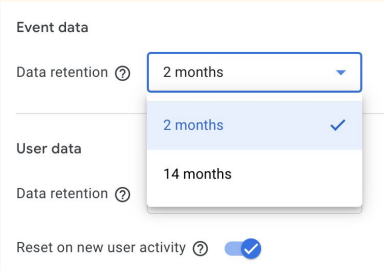 Event data
Data retention 2 months
2 months
14 months
User data
Data retention
Reset on new user activity